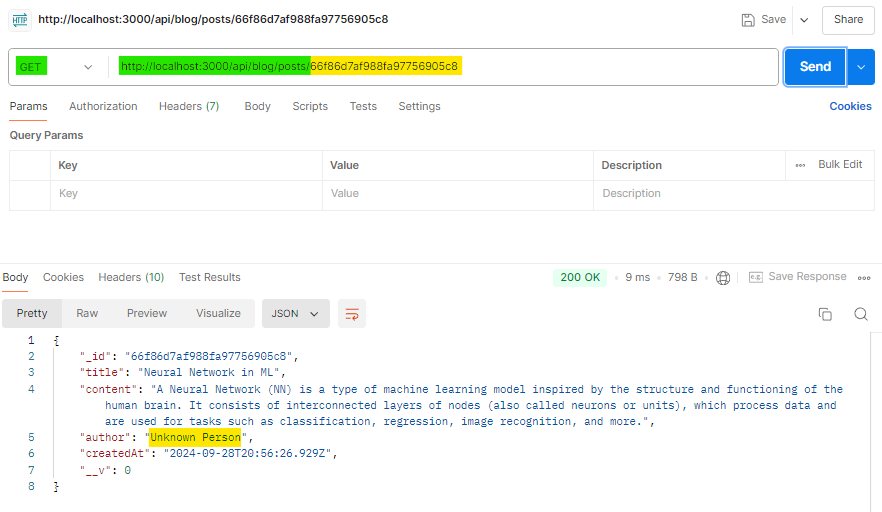 HTTP http://localhost:3000/api/blog/posts/66f86d7af988fa97756905c8 Save Share
GET http://localhost:3000/api/blog/posts/66f86d7af988fa97756905c8 Send
Params Authorization Headers (7) Body Scripts Tests Settings Cookies
Query Params
Key Value Description ••• Bulk Edit
Key Value Description
Body Cookies Headers (10) Test Results 200 OK • 9 ms • 798 B • e.g. Save Response •••
Pretty Raw Preview Visualize JSON
1 {
2 "_id": "66f86d7af988fa97756905c8",
3 "title": "Neural Network in ML",
4 "content": "A Neural Network (NN) is a type of machine learning model inspired by the structure and functioning of the
human brain. It consists of interconnected layers of nodes (also called neurons or units), which process data and
are used for tasks such as classification, regression, image recognition, and more.",
5 "author": "Unknown Person",
6 "createdAt": "2024-09-28T20:56:26.929Z",
7 "__v": 0
8 }